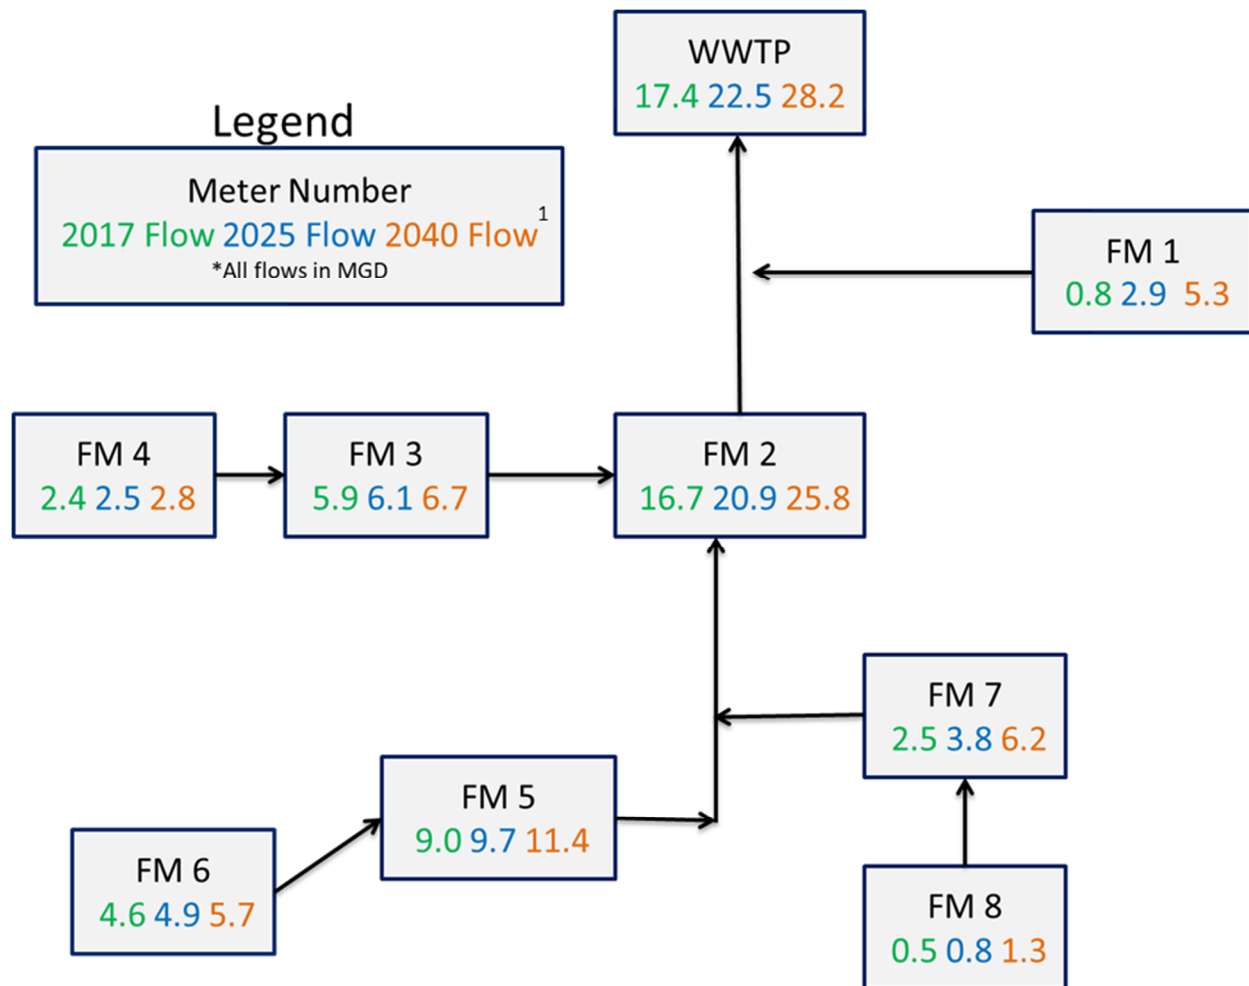 WWTP
17.4 22.5 28.2
Legend
Meter Number
2017 Flow 2025 Flow 2040 Flow1
*All flows in MGD
FM 1
0.8 2.9 5.3
FM 4
2.4 2.5 2.8
FM 3
5.9 6.1 6.7
FM 2
16.7 20.9 25.8
FM 7
2.5 3.8 6.2
FM 5
9.0 9.7 11.4
FM 6
4.6 4.9 5.7
FM 8
0.5 0.8 1.3